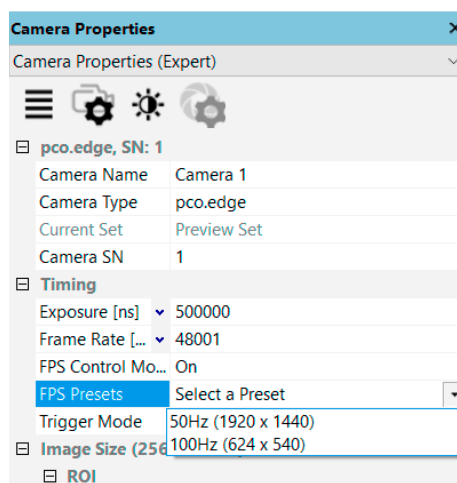 Camera Properties
Camera Properties (Expert)
pco.edge, SN: 1
Camera Name Camera 1
Camera Type pco.edge
Current Set Preview Set
Camera SN 1
Timing
Exposure [ns] 500000
Frame Rate [... 48001
FPS Control Mo... On
FPS Presets Select a Preset
Trigger Mode 50Hz (1920 x 1440)
Image Size (256 100Hz (624 x 540)
ROI